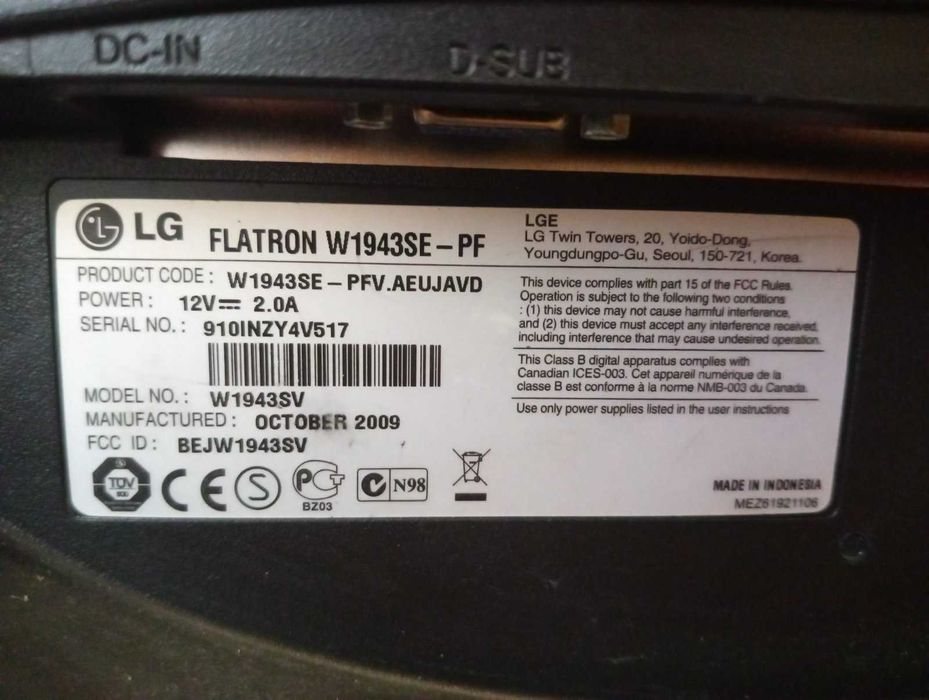 DC-IN
D-SUB
LG
FLATRON W1943SE-PF
PRODUCT CODE : W1943SE-PFV.AEUJAVD
POWER : 12V⎓ 2.0A
SERIAL NO. : 910INZY4V517
MODEL NO. : W1943SV
MANUFACTURED : OCTOBER 2009
FCC ID : BEJW1943SV
TÜV
CE
S
PCT
BZ03
C N98
LGE
LG Twin Towers, 20, Yoido-Dong,
Youngdungpo-Gu, Seoul, 150-721, Korea.
This device complies with part 15 of the FCC Rules.
Operation is subject to the following two conditions
: (1) this device may not cause harmful interference,
and (2) this device must accept any interference received,
including interference that may cause undesired operation.
This Class B digital apparatus complies with
Canadian ICES-003. Cet appareil numérique de la
classe B est conforme à la norme NMB-003 du Canada.
Use only power supplies listed in the user instructions
MADE IN INDONESIA
MEZ61921106